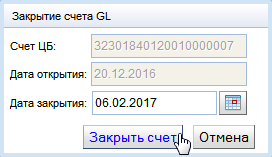 Закрытие счета GL
Счет ЦБ: 32301840120010000007
Дата открытия: 20.12.2016
Дата закрытия: 06.02.2017
Закрыть счет Отмена